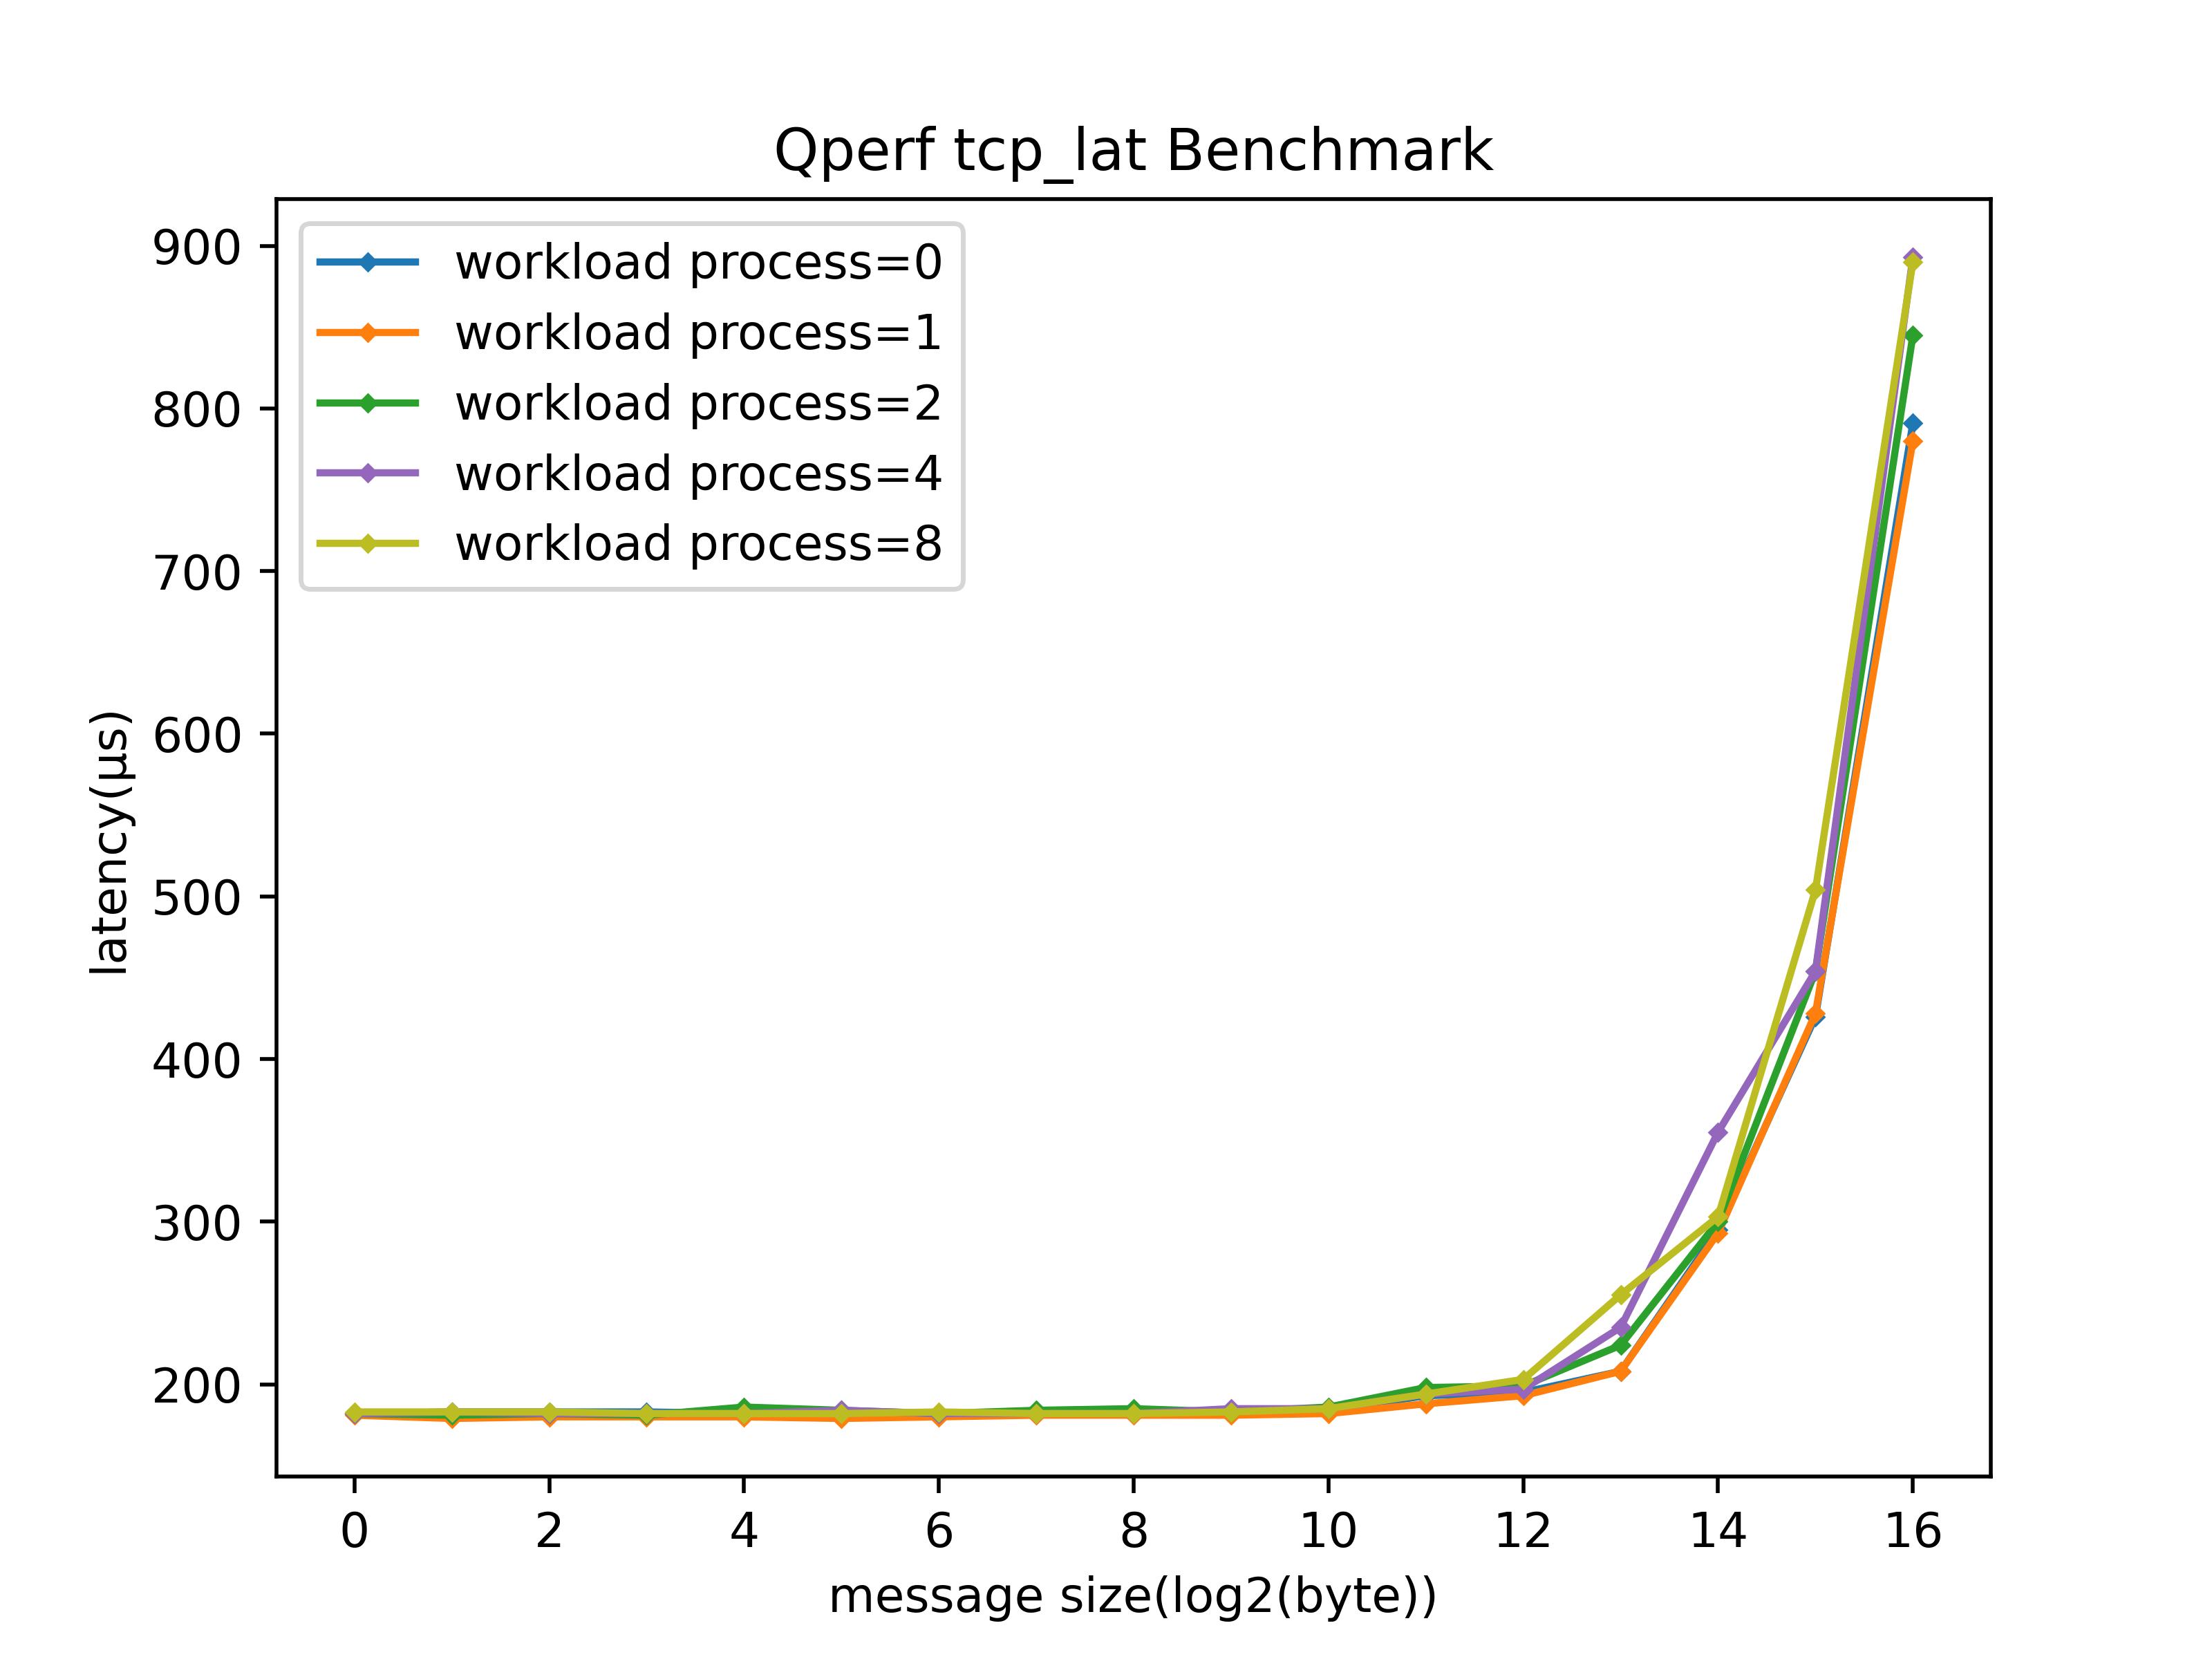 Qperf tcp_lat Benchmark
workload process=0
workload process=1
workload process=2
workload process=4
workload process=8
900
800
700
600
500
400
300
200
latency(μs)
0 2 4 6 8 10 12 14 16
message size(log2(byte))